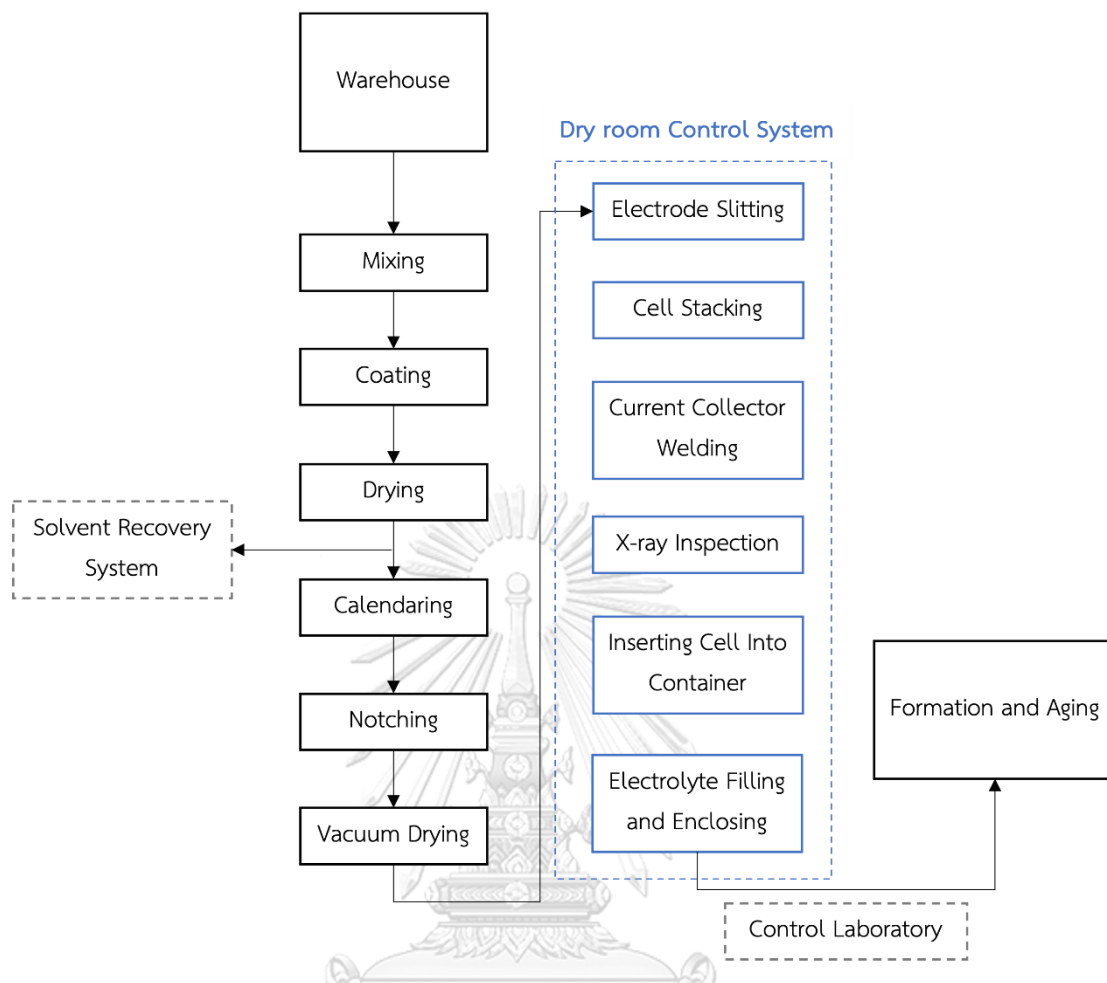 Warehouse
Mixing
Coating
Drying
Solvent Recovery
System
Calendaring
Notching
Vacuum Drying
Dry room Control System
Electrode Slitting
Cell Stacking
Current Collector
Welding
X-ray Inspection
Inserting Cell Into
Container
Electrolyte Filling
and Enclosing
Control Laboratory
Formation and Aging